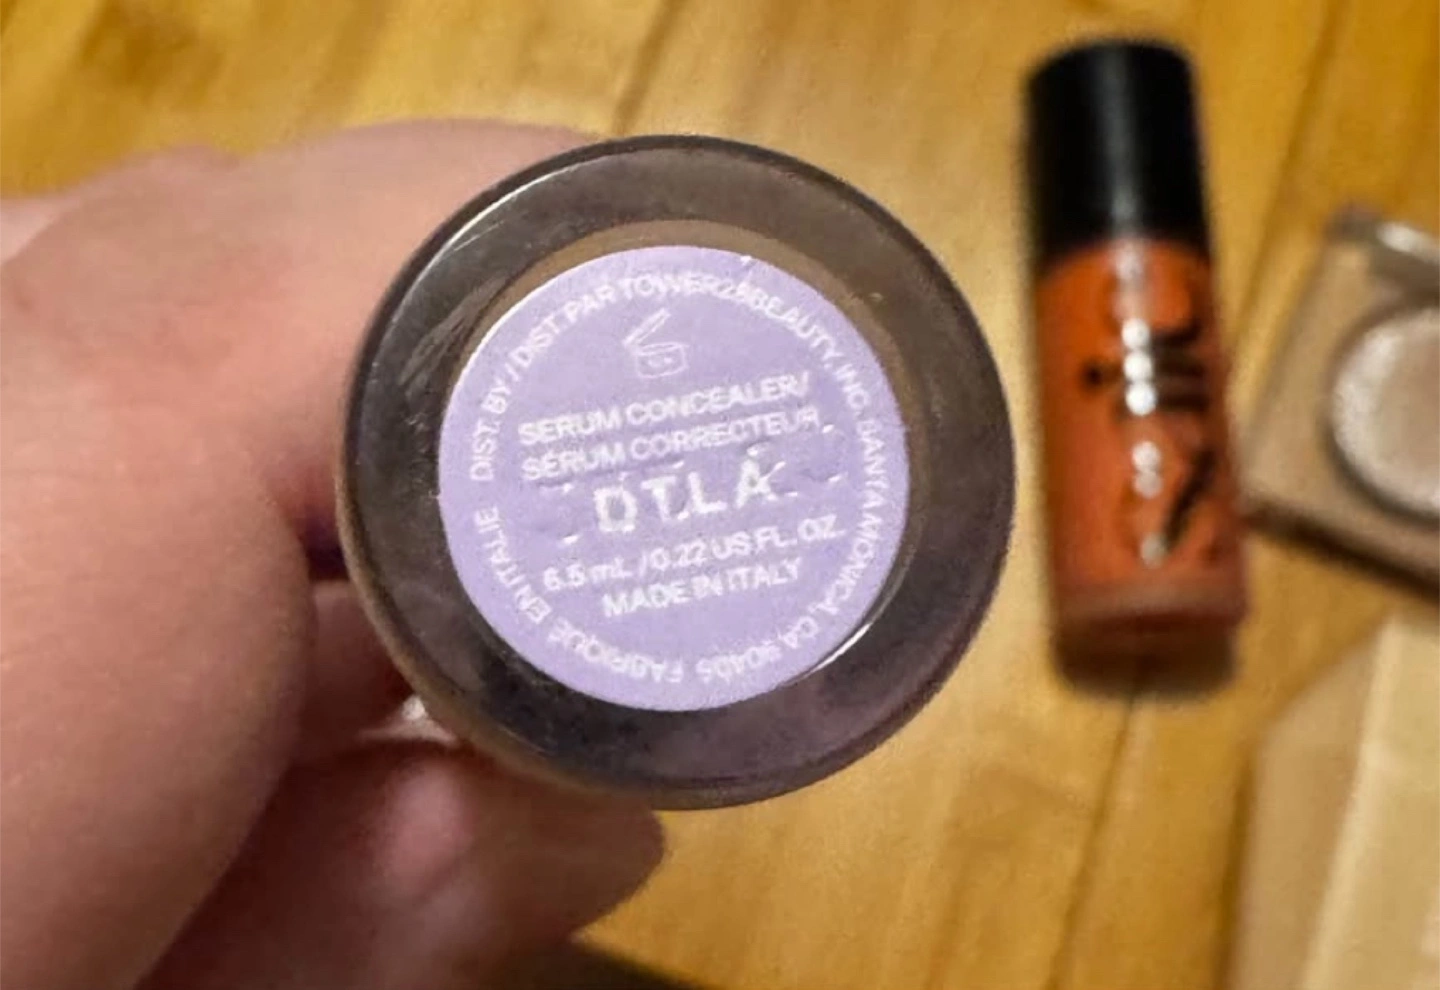 DIST. BY / DIST. PAR TOWER28BEAUTY, INC. SANTA MONICA, CA 90405 FABRIQUÉ EN ITALIE
SERUM CONCEALER/
SÉRUM CORRECTEUR
DTLA
6.5 mL / 0.22 US FL. OZ.
MADE IN ITALY